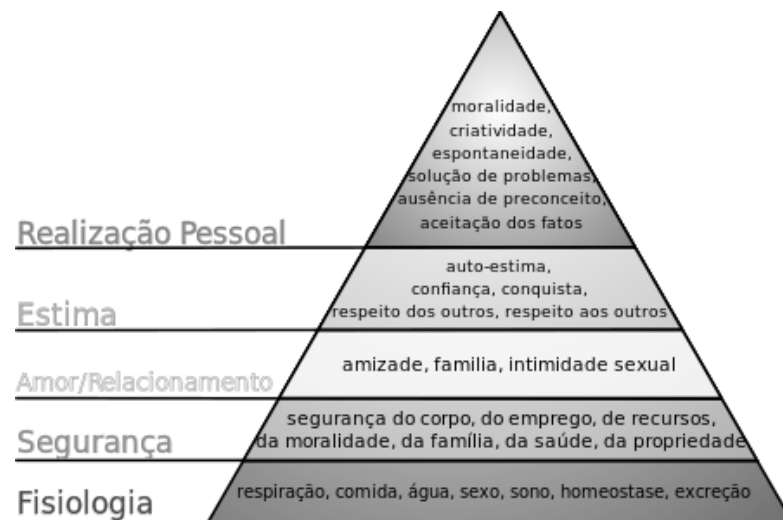 moralidade,
criatividade,
espontaneidade,
solução de problemas,
ausência de preconceito,
aceitação dos fatos
Realização Pessoal
auto-estima,
confiança, conquista,
respeito dos outros, respeito aos outros
Estima
amizade, familia, intimidade sexual
Amor/Relacionamento
segurança do corpo, do emprego, de recursos,
da moralidade, da família, da saúde, da propriedade
Segurança
respiração, comida, água, sexo, sono, homeostase, excreção
Fisiologia